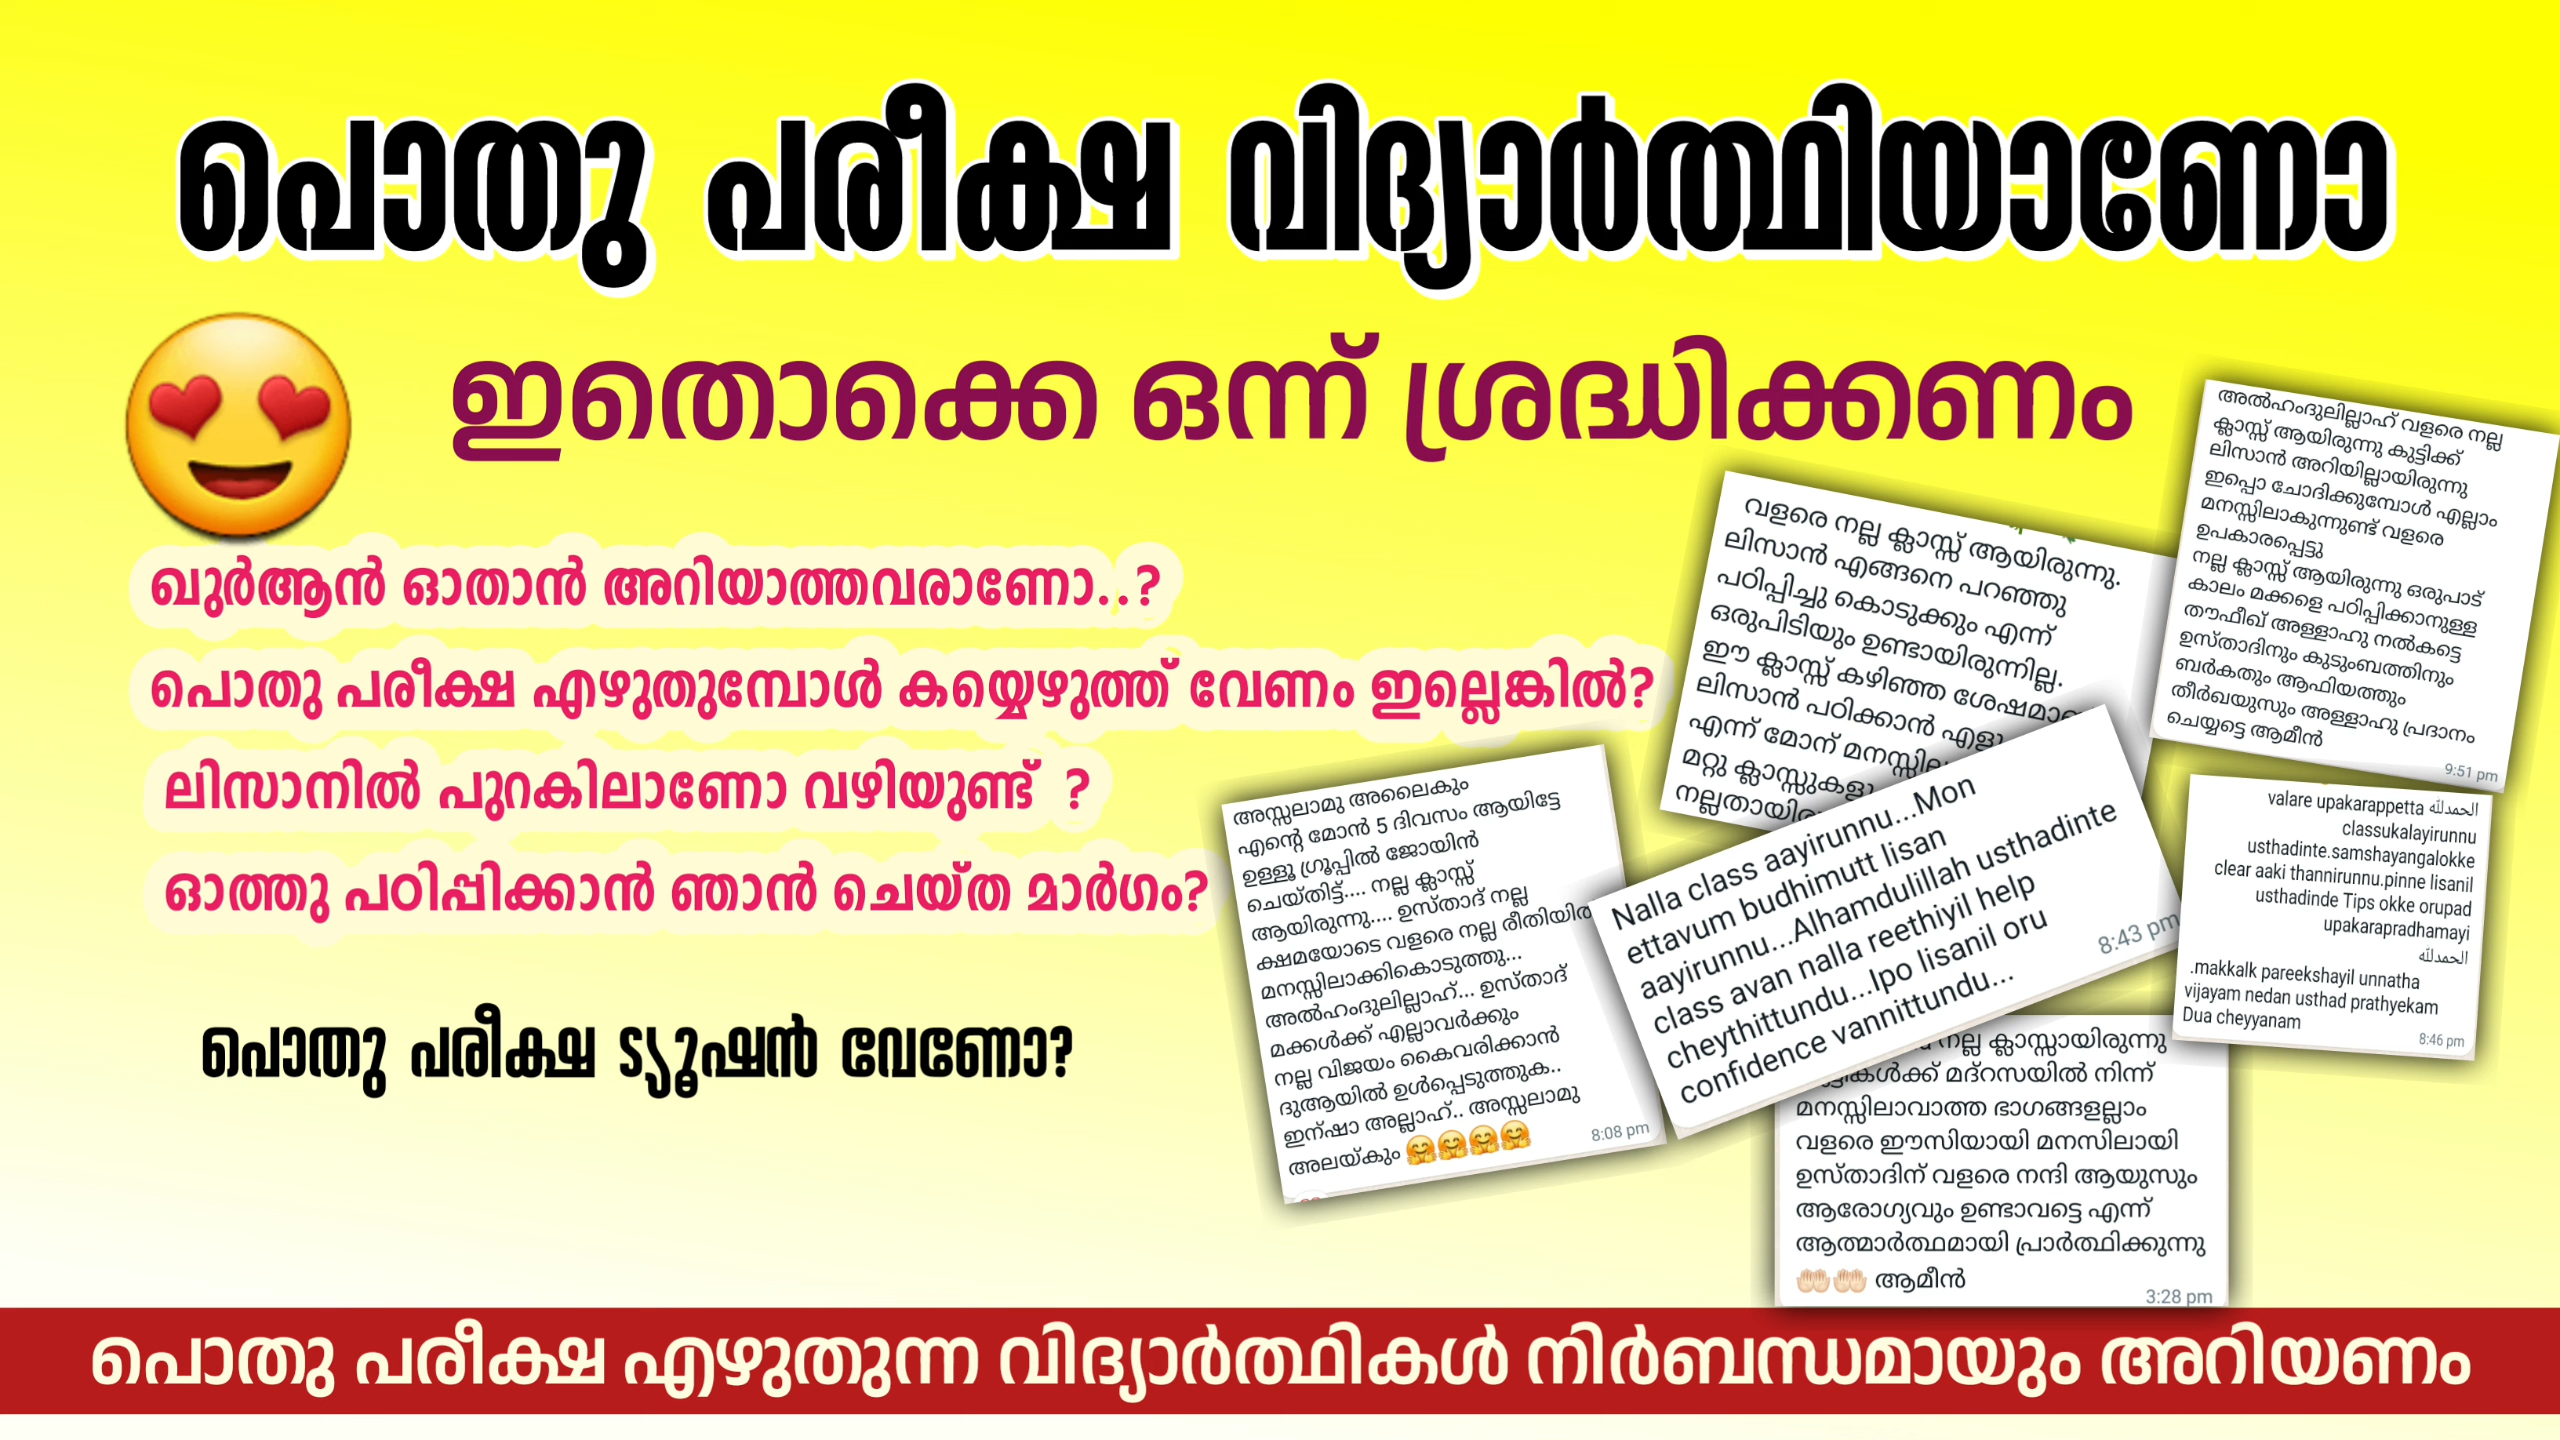 പൊതു പരീക്ഷ വിദ്യാർത്ഥിയാണോ
ഇതൊക്കെ ഒന്ന് ശ്രദ്ധിക്കണം
ഖുർആൻ ഓതാൻ അറിയാത്തവരാണോ..?
പൊതു പരീക്ഷ എഴുതുമ്പോൾ കയ്യെഴുത്ത് വേണം ഇല്ലെങ്കിൽ?
ലിസാനിൽ പുറകിലാണോ വഴിയുണ്ട് ?
ഓത്തു പഠിപ്പിക്കാൻ ഞാൻ ചെയ്ത മാർഗം?
പൊതു പരീക്ഷ ട്യൂഷൻ വേണോ?
അസ്സലാമു അലൈകും
എന്റെ മോൻ 5 ദിവസം ആയിട്ടേ
ഉള്ളൂ ഗ്രൂപ്പിൽ ജോയിൻ
ചെയ്തിട്ട്.... നല്ല ക്ലാസ്സ്
ആയിരുന്നു.... ഉസ്താദ് നല്ല
ക്ഷമയോടെ വളരെ നല്ല രീതിയിൽ
മനസ്സിലാക്കികൊടുത്തു...
അൽഹംദുലില്ലാഹ്... ഉസ്താദ്
മക്കൾക്ക് എല്ലാവർക്കും
നല്ല വിജയം കൈവരിക്കാൻ
ദുആയിൽ ഉൾപ്പെടുത്തുക..
ഇന്ഷാ അല്ലാഹ്.. അസ്സലാമു
അലയ്കും 🤗🤗🤗🤗
8:08 pm
വളരെ നല്ല ക്ലാസ്സ് ആയിരുന്നു.
ലിസാൻ എങ്ങനെ പറഞ്ഞു
പഠിപ്പിച്ചു കൊടുക്കും എന്ന്
ഒരുപിടിയും ഉണ്ടായിരുന്നില്ല.
ഈ ക്ലാസ്സ് കഴിഞ്ഞ
ലിസാൻ പഠിക്കാൻ
എന്ന് മോന്
മറ്റു
അൽഹംദുലില്ലാഹ് വളരെ നല്ല
ക്ലാസ്സ് ആയിരുന്നു കുട്ടിക്ക്
ലിസാൻ അറിയില്ലായിരുന്നു
ഇപ്പൊ ചോദിക്കുമ്പോൾ എല്ലാം
മനസ്സിലാകുന്നുണ്ട് വളരെ
ഉപകാരപ്പെട്ടു
നല്ല ക്ലാസ്സ് ആയിരുന്നു ഒരുപാട്
കാലം മക്കളെ പഠിപ്പിക്കാനുള്ള
തൗഫീഖ് അള്ളാഹു നൽകട്ടെ
ഉസ്താദിനും കുടുംബത്തിനും
ബർകതും ആഫിയത്തും
തീർഖയുസും അള്ളാഹു പ്രദാനം
ചെയ്യട്ടെ ആമീൻ
9:51 pm
Nalla class aayirunnu...Mon
ettavum budhimutt lisan
aayirunnu...Alhamdulillah usthadinte
class avan nalla reethiyil help
cheythittundu...Ipo lisanil oru
confidence vannittundu...
8:43 pm
valare upakarappetta الحمدلله
classukalayirunnu
usthadinte.samshayangalokke
clear aaki thannirunnu.pinne lisanil
usthadinde Tips okke orupad
upakarapradhamayi
الحمدلله
.makkalk pareekshayil unnatha
vijayam nedan usthad prathyekam
Dua cheyyanam
8:46 pm
നല്ല ക്ലാസ്സായിരുന്നു
മദ്റസയിൽ നിന്ന്
മനസ്സിലാവാത്ത ഭാഗങ്ങളല്ലാം
വളരെ ഈസിയായി മനസിലായി
ഉസ്താദിന് വളരെ നന്ദി ആയുസും
ആരോഗ്യവും ഉണ്ടാവട്ടെ എന്ന്
ആത്മാർത്ഥമായി പ്രാർത്ഥിക്കുന്നു
🤲🏻🤲🏻 ആമീൻ
3:28 pm
പൊതു പരീക്ഷ എഴുതുന്ന വിദ്യാർത്ഥികൾ നിർബന്ധമായും അറിയണം